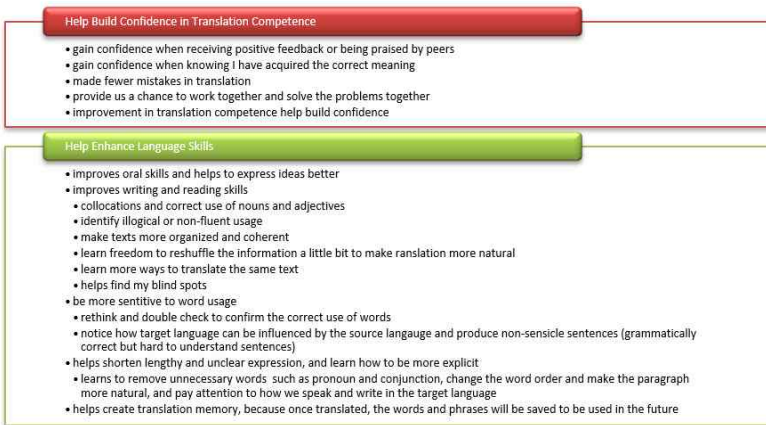 Help Build Confidence in Translation Competence
• gain confidence when receiving positive feedback or being praised by peers
• gain confidence when knowing I have acquired the correct meaning
• made fewer mistakes in translation
• provide us a chance to work together and solve the problems together
• improvement in translation competence help build confidence
Help Enhance Language Skills
• improves oral skills and helps to express ideas better
• improves writing and reading skills
• collocations and correct use of nouns and adjectives
• identify illogical or non-fluent usage
• make texts more organized and coherent
• learn freedom to reshuffle the information a little bit to make ranslation more natural
• learn more ways to translate the same text
• helps find my blind spots
• be more sentitive to word usage
• rethink and double check to confirm the correct use of words
• notice how target language can be influenced by the source langauge and produce non-sensicle sentences (grammatically
correct but hard to understand sentences)
• helps shorten lengthy and unclear expression, and learn how to be more explicit
• learns to remove unnecessary words such as pronoun and conjunction, change the word order and make the paragraph
more natural, and pay attention to how we speak and write in the target language
• helps create translation memory, because once translated, the words and phrases will be saved to be used in the future